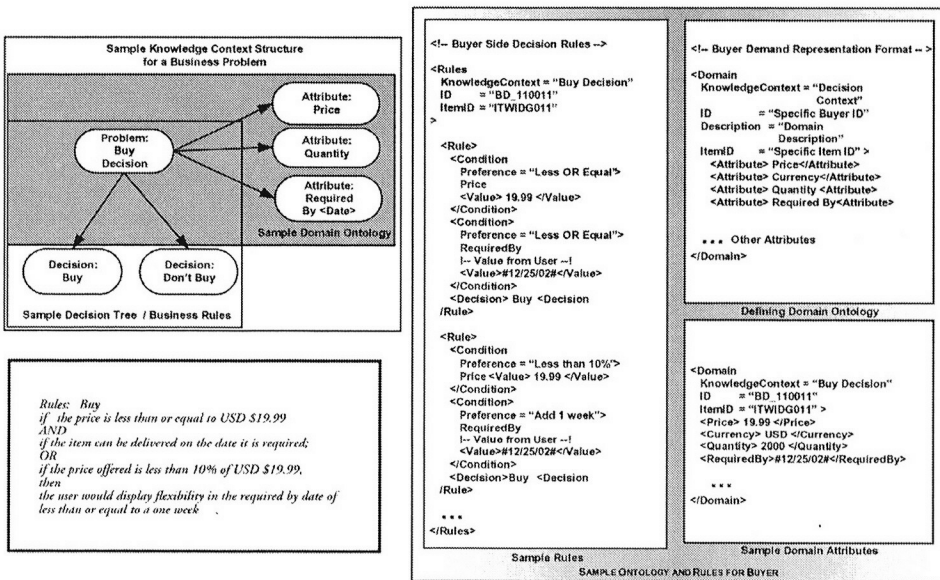 Sample Knowledge Context Structure
for a Business Problem
Attribute:
Price
Problem:
Buy
Decision
Attribute:
Quantity
Attribute:
Required
By <Date>
Sample Domain Ontology
Decision:
Buy
Decision:
Don't Buy
Sample Decision Tree / Business Rules
Rules: Buy
if the price is less than or equal to USD $19.99
AND
if the item can be delivered on the date it is required;
OR
if the price offered is less than 10% of USD $19.99,
then
the user would display flexibility in the required by date of
less than or equal to a one week
<!-- Buyer Side Decision Rules -->
<Rules
KnowledgeContext = "Buy Decision"
ID = "BD_110011"
ItemID = "ITWIDG011"
>
<Rule>
<Condition
Preference = "Less OR Equal">
Price
<Value> 19.99 </Value>
</Condition>
<Condition
Preference = "Less OR Equal">
RequiredBy
!-- Value from User --!
<Value>#12/25/02#</Value>
</Condition>
<Decision> Buy <Decision
/Rule>
<Rule>
<Condition
Preference = "Less than 10%">
Price <Value> 19.99 </Value>
</Condition>
<Condition
Preference = "Add 1 week">
RequiredBy
!-- Value from User --!
<Value>#12/25/02#</Value>
</Condition>
<Decision>Buy <Decision
/Rule>
...
</Rules>
Sample Rules
<!-- Buyer Demand Representation Format -- >
<Domain
KnowledgeContext = "Decision
Context"
ID = "Specific Buyer ID"
Description = "Domain
Description"
ItemID = "Specific Item ID" >
<Attribute> Price</Attribute>
<Attribute> Currency</Attribute>
<Attribute> Quantity <Attribute>
<Attribute> Required By<Attribute>
... Other Attributes
</Domain>
Defining Domain Ontology
<Domain
KnowledgeContext = "Buy Decision"
ID = "BD_110011"
ItemID = "ITWIDG011" >
<Price> 19.99 </Price>
<Currency> USD </Currency>
<Quantity> 2000 </Quantity>
<RequiredBy>#12/25/02#</RequiredBy>
...
</Domain>
Sample Domain Attributes
SAMPLE ONTOLOGY AND RULES FOR BUYER